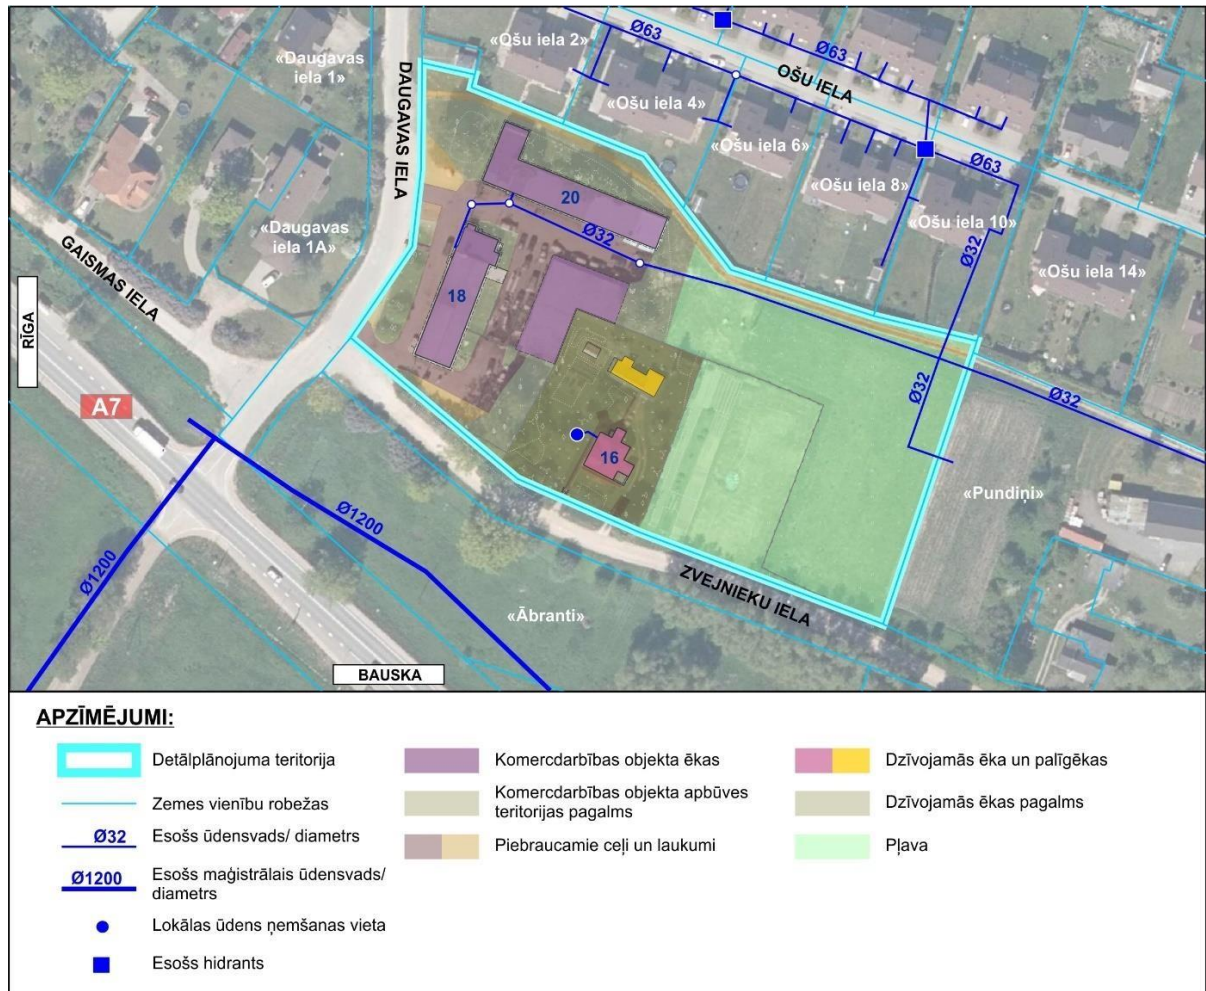 «Daugavas
iela 1»
DAUGAVAS IELA
«Ošu iela 2»
Ø63
Ø63
OŠU IELA
«Ošu iela 4»
«Ošu iela 6»
«Ošu iela 8»
Ø63
«Ošu iela 10»
«Ošu iela 14»
«Daugavas
iela 1A»
GAISMAS IELA
RĪGA
A7
20
Ø32
18
16
Ø32
Ø32
Ø32
«Pundiņi»
Ø1200
Ø1200
«Ābranti»
ZVEJNIEKU IELA
BAUSKA
APZĪMĒJUMI:
Detālplānojuma teritorija
Zemes vienību robežas
Ø32
Esošs ūdensvads/ diametrs
Ø1200
Esošs maģistrālais ūdensvads/
diametrs
Lokālas ūdens ņemšanas vieta
Esošs hidrants
Komercdarbības objekta ēkas
Komercdarbības objekta apbūves
teritorijas pagalms
Piebraucamie ceļi un laukumi
Dzīvojamās ēka un palīgēkas
Dzīvojamās ēkas pagalms
Pļava